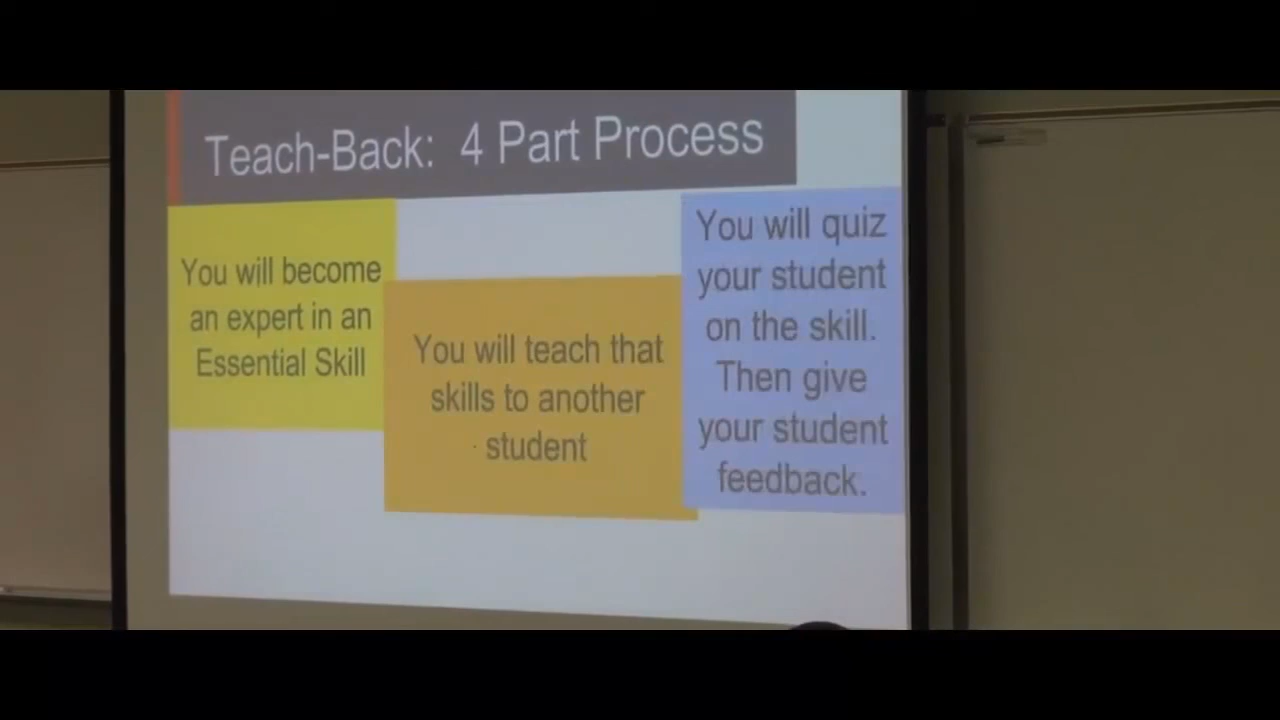 Teach-Back: 4 Part Process
You will become
an expert in an
Essential Skill
You will teach that
skills to another
student
You will quiz
your student
on the skill.
Then give
your student
feedback.